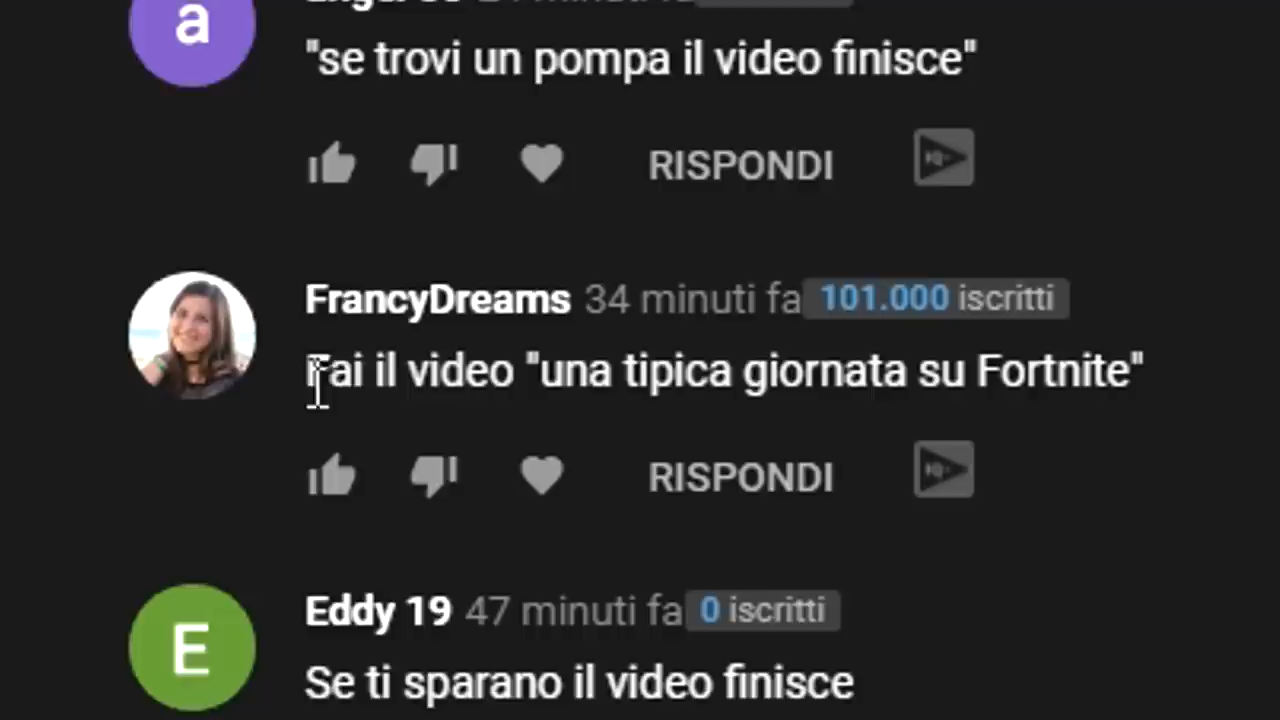 a
"se trovi un pompa il video finisce"
RISPONDI
FrancyDreams 34 minuti fa 101.000 iscritti
Fai il video "una tipica giornata su Fortnite"
RISPONDI
E
Eddy 19 47 minuti fa 0 iscritti
Se ti sparano il video finisce